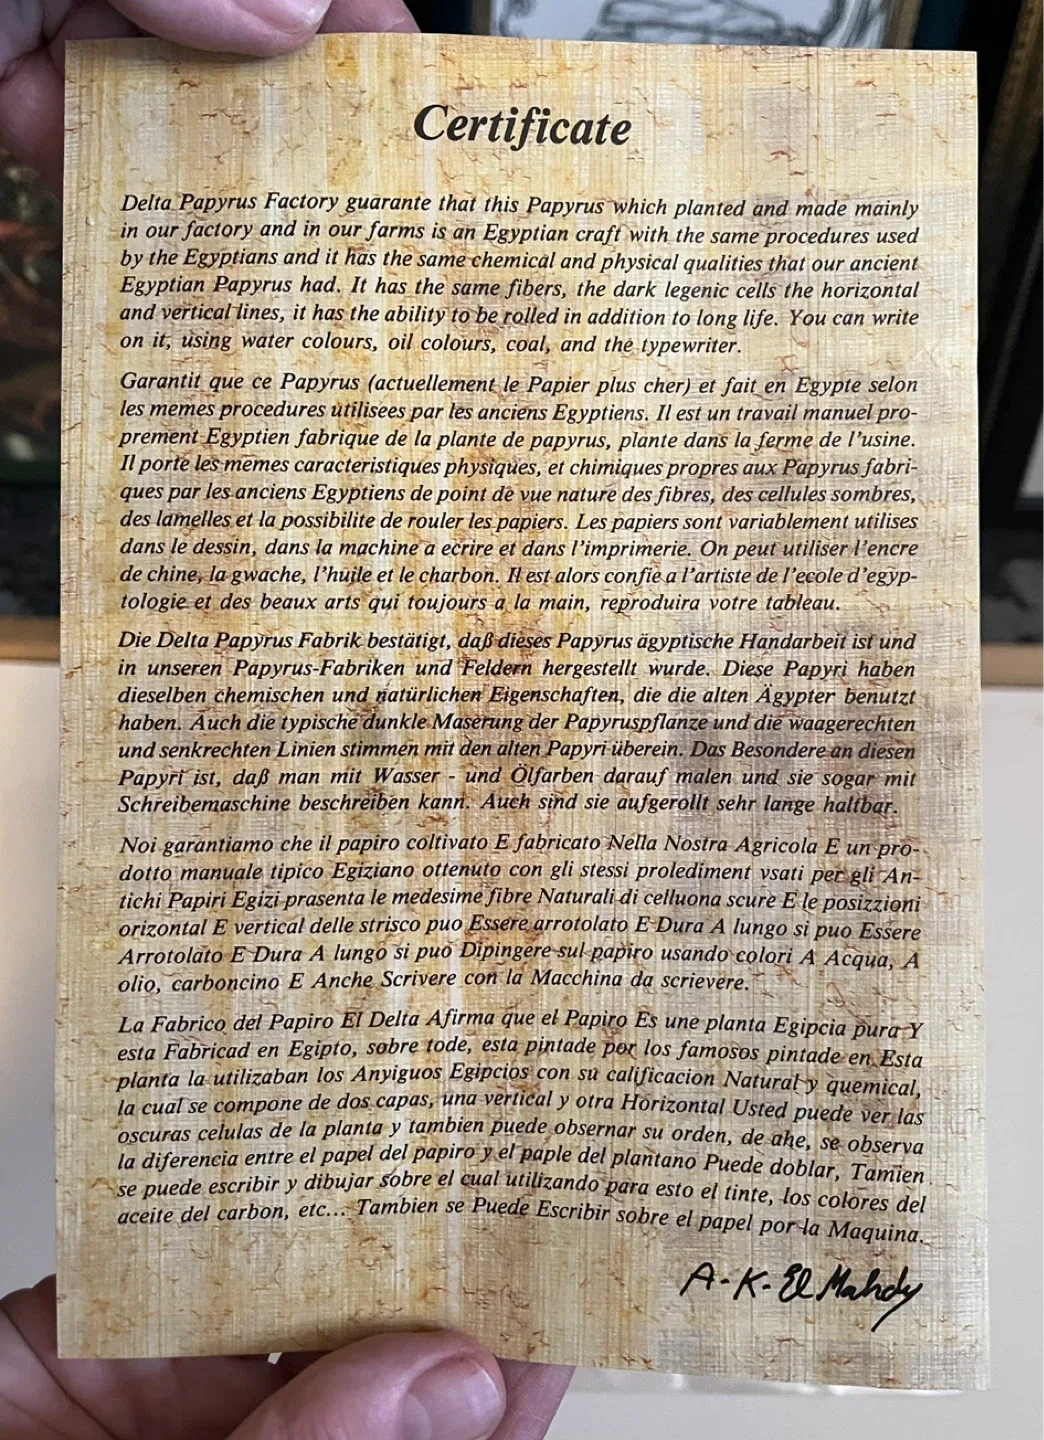 Certificate
Delta Papyrus Factory guarante that this Papyrus which planted and made mainly
in our factory and in our farms is an Egyptian craft with the same procedures used
by the Egyptians and it has the same chemical and physical qualities that our ancient
Egyptian Papyrus had. It has the same fibers, the dark legenic cells the horizontal
and vertical lines, it has the ability to be rolled in addition to long life. You can write
on it, using water colours, oil colours, coal, and the typewriter.
Garantit que ce Papyrus (actuellement le Papier plus cher) et fait en Egypte selon
les memes procedures utilisees par les anciens Egyptiens. Il est un travail manuel pro-
prement Egyptien fabrique de la plante de papyrus, plante dans la ferme de l'usine.
Il porte les memes caracteristiques physiques, et chimiques propres aux Papyrus fabri-
ques par les anciens Egyptiens de point de vue nature des fibres, des cellules sombres,
des lamelles et la possibilite de rouler les papiers. Les papiers sont variablement utilises
dans le dessin, dans la machine a ecrire et dans l'imprimerie. On peut utiliser l'encre
de chine, la gwache, l'huile et le charbon. Il est alors confie a l'artiste de l'ecole d'egyp-
tologie et des beaux arts qui toujours a la main, reproduira votre tableau.
Die Delta Papyrus Fabrik bestätigt, daß dieses Papyrus ägyptische Handarbeit ist und
in unseren Papyrus-Fabriken und Feldern hergestellt wurde. Diese Papyri haben
dieselben chemischen und natürlichen Eigenschaften, die die alten Ägypter benutzt
haben. Auch die typische dunkle Maserung der Papyruspflanze und die waagerechten
und senkrechten Linien stimmen mit den alten Papyri überein. Das Besondere an diesen
Papyri ist, daß man mit Wasser - und Ölfarben darauf malen und sie sogar mit
Schreibemaschine beschreiben kann. Auch sind sie aufgerollt sehr lange haltbar.
Noi garantiamo che il papiro coltivato E fabricato Nella Nostra Agricola E un pro-
dotto manuale tipico Egiziano ottenuto con gli stessi prolediment vsati per gli An-
tichi Papiri Egizi prasenta le medesime fibre Naturali di celluona scure E le posizzioni
orizontal E vertical delle strisco puo Essere arrotolato E Dura A lungo si puo Essere
Arrotolato E Dura A lungo si può Dipingere sul papiro usando colori A Acqua, A
olio, carboncino E Anche Scrivere con la Macchina da scrievere.
La Fabrico del Papiro El Delta Afirma que el Papiro Es une planta Egipcia pura Y
esta Fabricad en Egipto, sobre tode, esta pintade por los famosos pintade en Esta
planta la utilizaban los Anyiguos Egipcios con su calificacion Natural y quemical,
la cual se compone de dos capas, una vertical y otra Horizontal Usted puede ver las
oscuras celulas de la planta y tambien puede obsernar su orden, de ahe, se observa
la diferencia entre el papel del papiro y el paple del plantano Puede doblar, Tamien
se puede escribir y dibujar sobre el cual utilizando para esto el tinte, los colores del
aceite del carbon, etc... Tambien se Puede Escribir sobre el papel por la Maquina.
A-K-El Mahdy